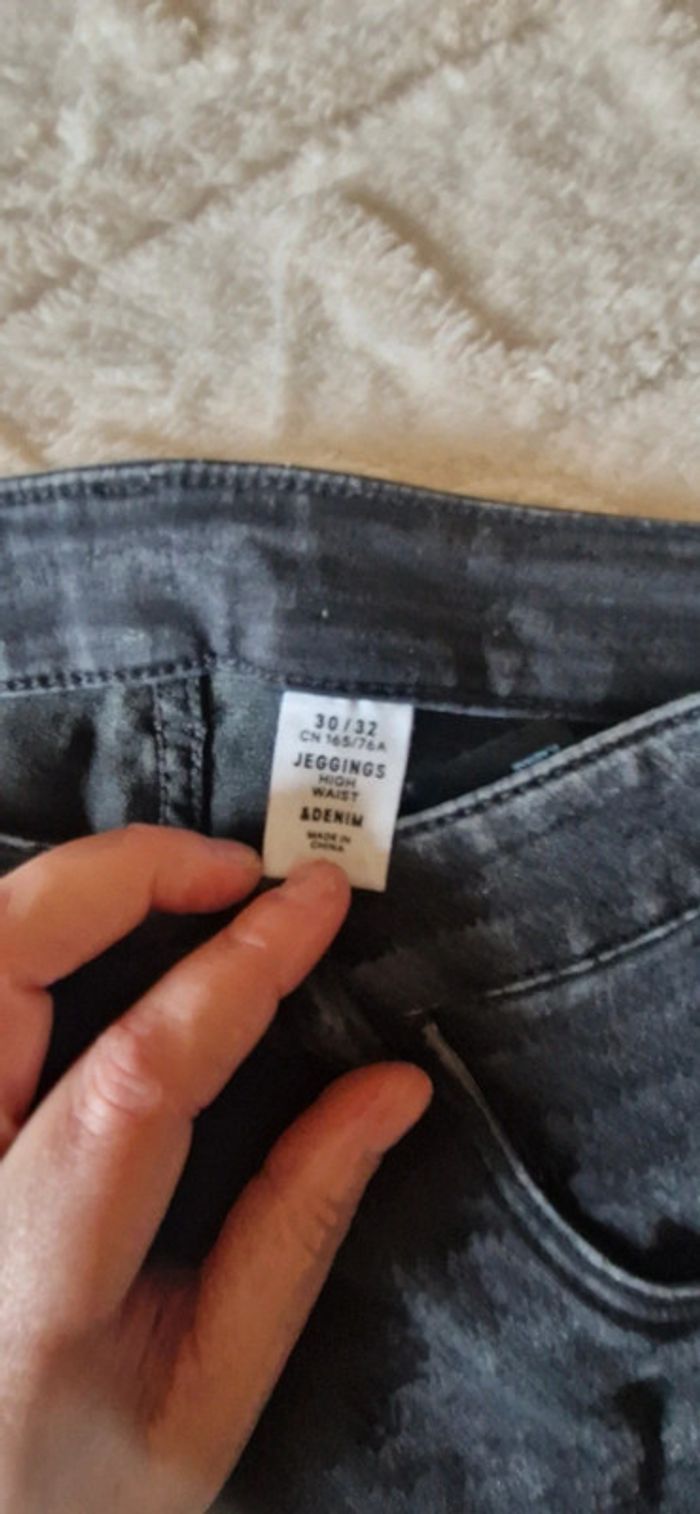 30/32
CN 165/76A
JEGGINGS
HIGH
WAIST
&DENIM
MADE IN
CHINA